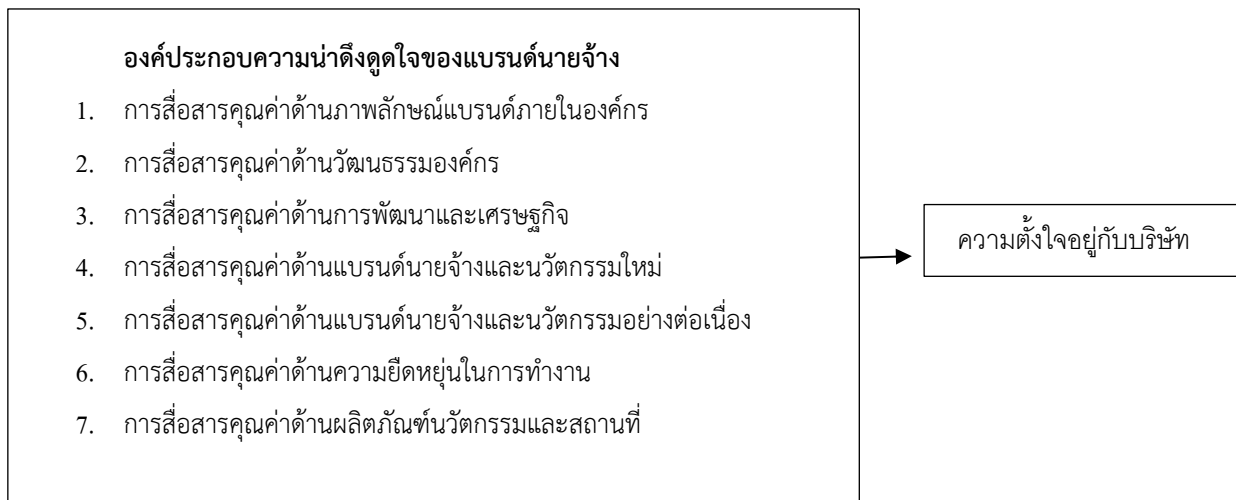 องค์ประกอบความน่าดึงดูดใจของแบรนด์นายจ้าง
1. การสื่อสารคุณค่าด้านภาพลักษณ์แบรนด์ภายในองค์กร
2. การสื่อสารคุณค่าด้านวัฒนธรรมองค์กร
3. การสื่อสารคุณค่าด้านการพัฒนาและเศรษฐกิจ
4. การสื่อสารคุณค่าด้านแบรนด์นายจ้างและนวัตกรรมใหม่
5. การสื่อสารคุณค่าด้านแบรนด์นายจ้างและนวัตกรรมอย่างต่อเนื่อง
6. การสื่อสารคุณค่าด้านความยืดหยุ่นในการทำงาน
7. การสื่อสารคุณค่าด้านผลิตภัณฑ์นวัตกรรมและสถานที่
ความตั้งใจอยู่กับบริษัท